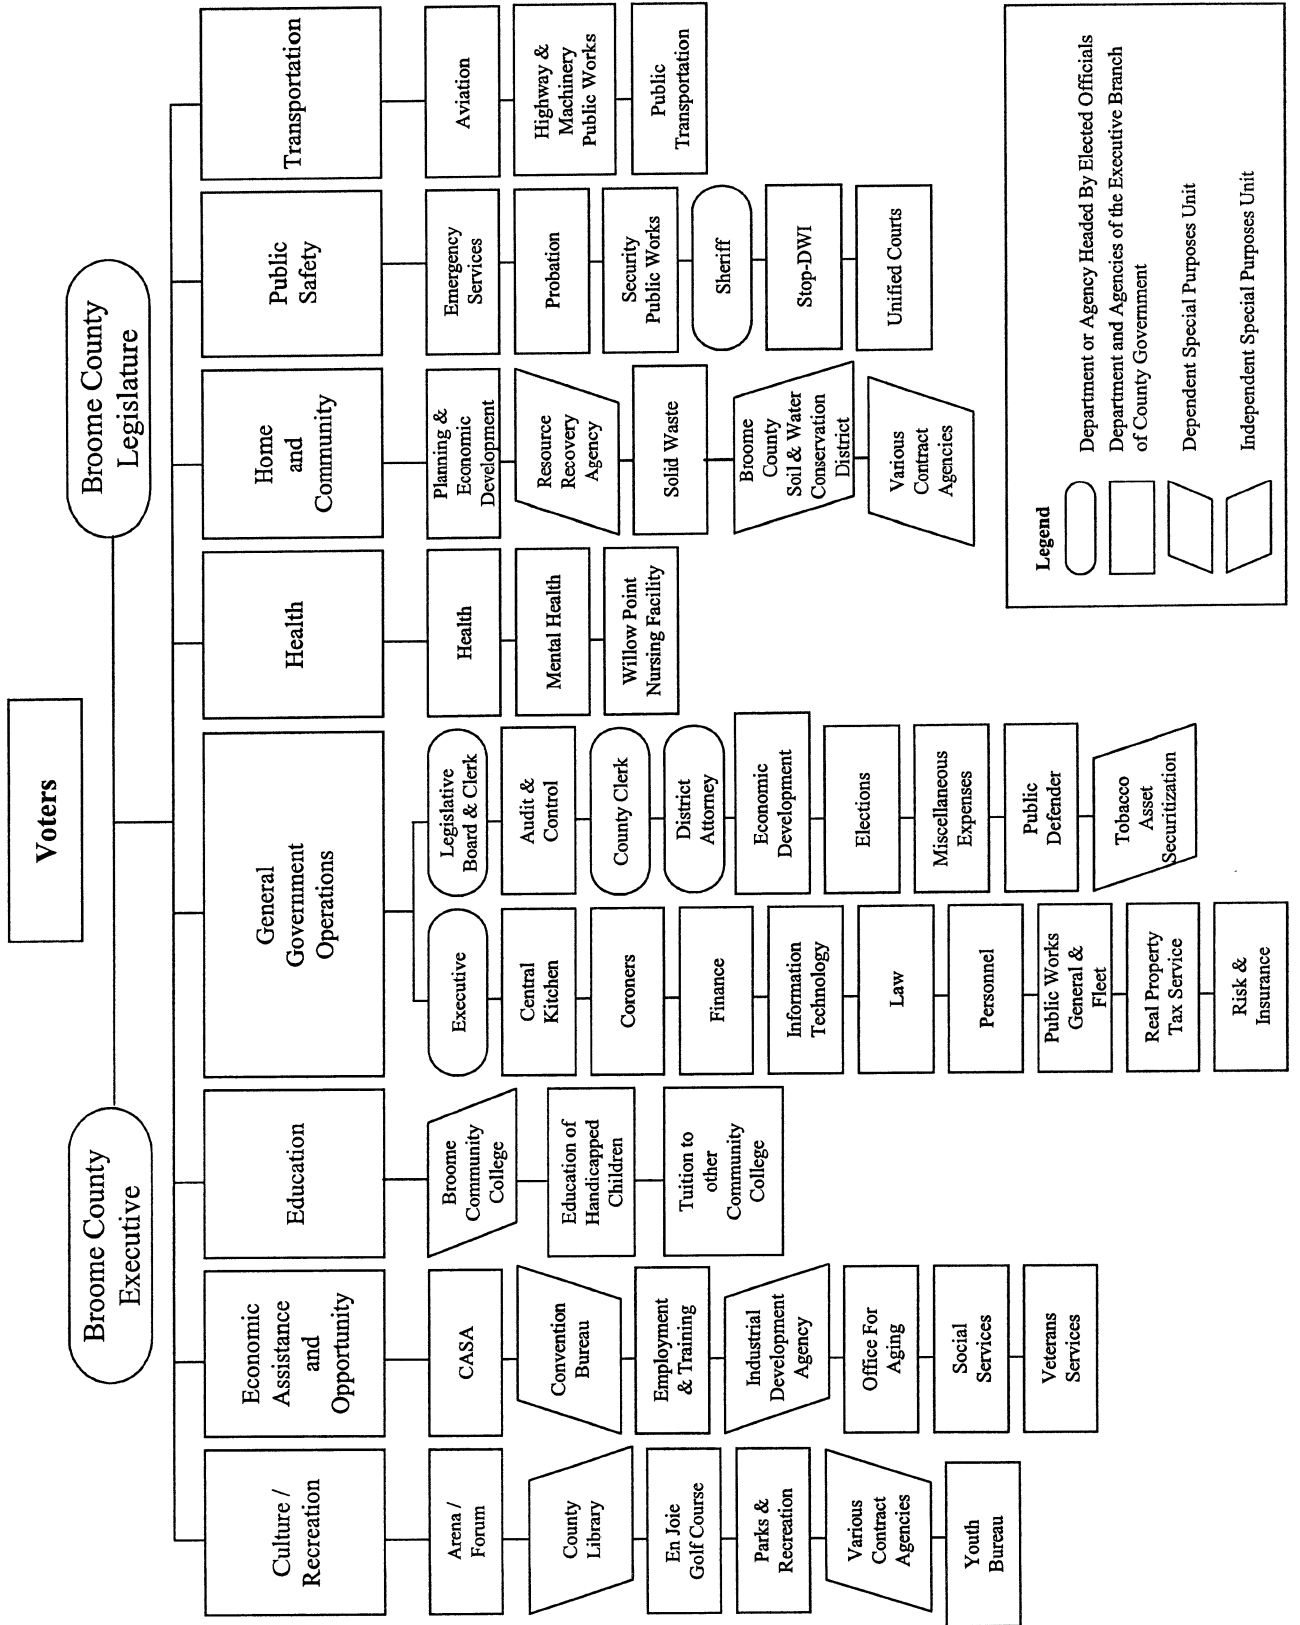 Voters
Broome County
Executive
Broome County
Legislature
Culture /
Recreation
Arena /
Forum
County
Library
En Joie
Golf Course
Parks &
Recreation
Various
Contract
Agencies
Youth
Bureau
Economic
Assistance
and
Opportunity
CASA
Convention
Bureau
Employment
& Training
Industrial
Development
Agency
Office For
Aging
Social
Services
Veterans
Services
Education
Broome
Community
College
Education of
Handicapped
Children
Tuition to
other
Community
College
General
Government
Operations
Executive
Central
Kitchen
Coroners
Finance
Information
Technology
Law
Personnel
Public Works
General &
Fleet
Real Property
Tax Service
Risk &
Insurance
Legislative
Board & Clerk
Audit &
Control
County Clerk
District
Attorney
Economic
Development
Elections
Miscellaneous
Expenses
Public
Defender
Tobacco
Asset
Securitization
Health
Health
Mental Health
Willow Point
Nursing Facility
Home
and
Community
Planning &
Economic
Development
Resource
Recovery
Agency
Solid Waste
Broome
County
Soil & Water
Conservation
District
Various
Contract
Agencies
Public
Safety
Emergency
Services
Probation
Security
Public Works
Sheriff
Stop-DWI
Unified Courts
Transportation
Aviation
Highway &
Machinery
Public Works
Public
Transportation
Legend
Department or Agency Headed By Elected Officials
Department and Agencies of the Executive Branch
of County Government
Dependent Special Purposes Unit
Independent Special Purposes Unit